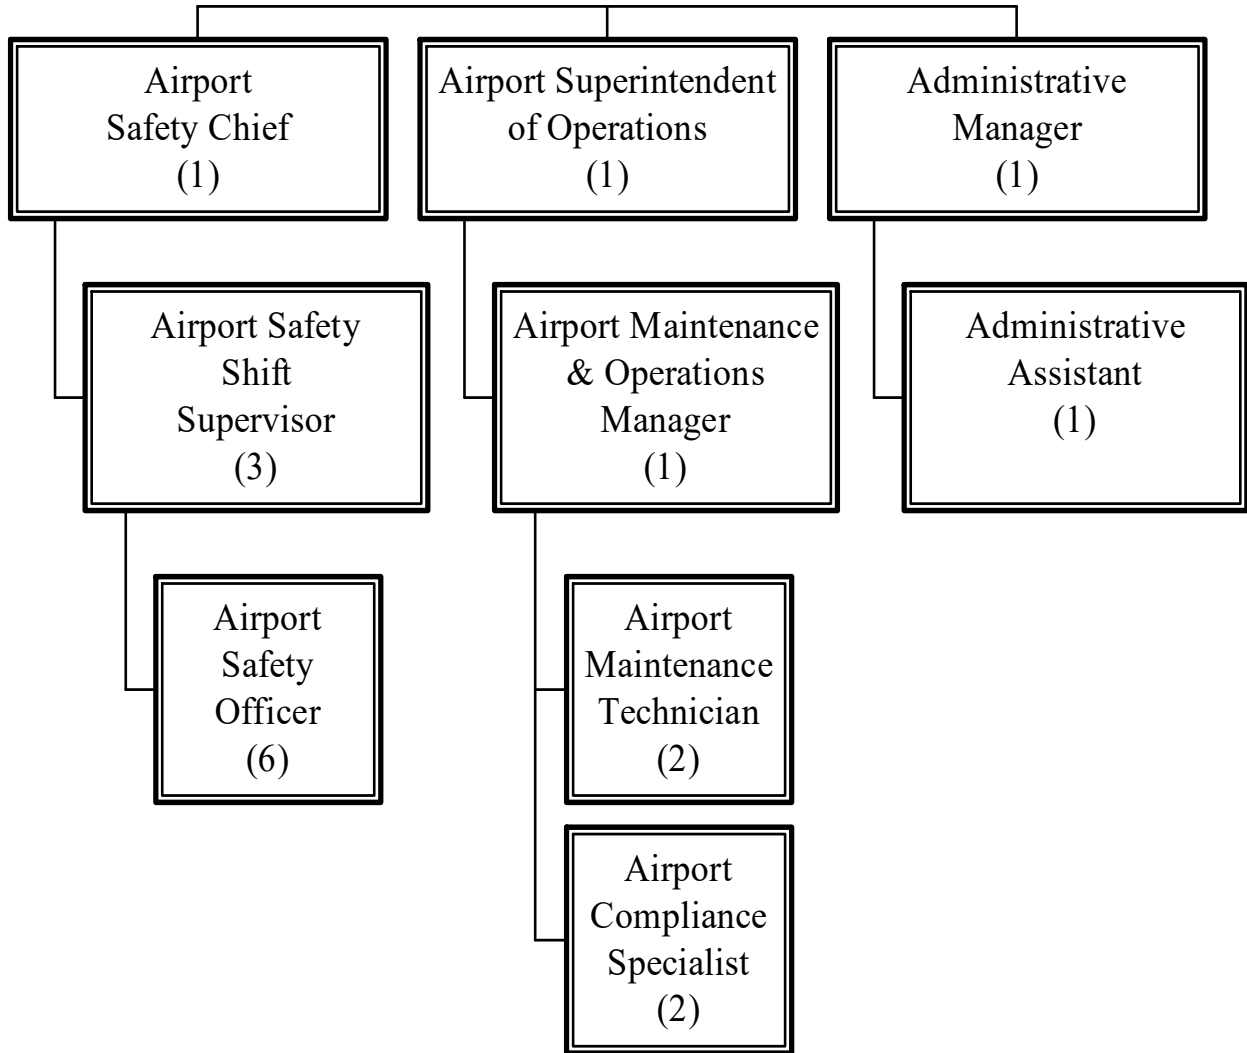 Airport
Safety Chief
(1)
Airport Superintendent
of Operations
(1)
Administrative
Manager
(1)
Airport Safety
Shift
Supervisor
(3)
Airport Maintenance
& Operations
Manager
(1)
Administrative
Assistant
(1)
Airport
Safety
Officer
(6)
Airport
Maintenance
Technician
(2)
Airport
Compliance
Specialist
(2)